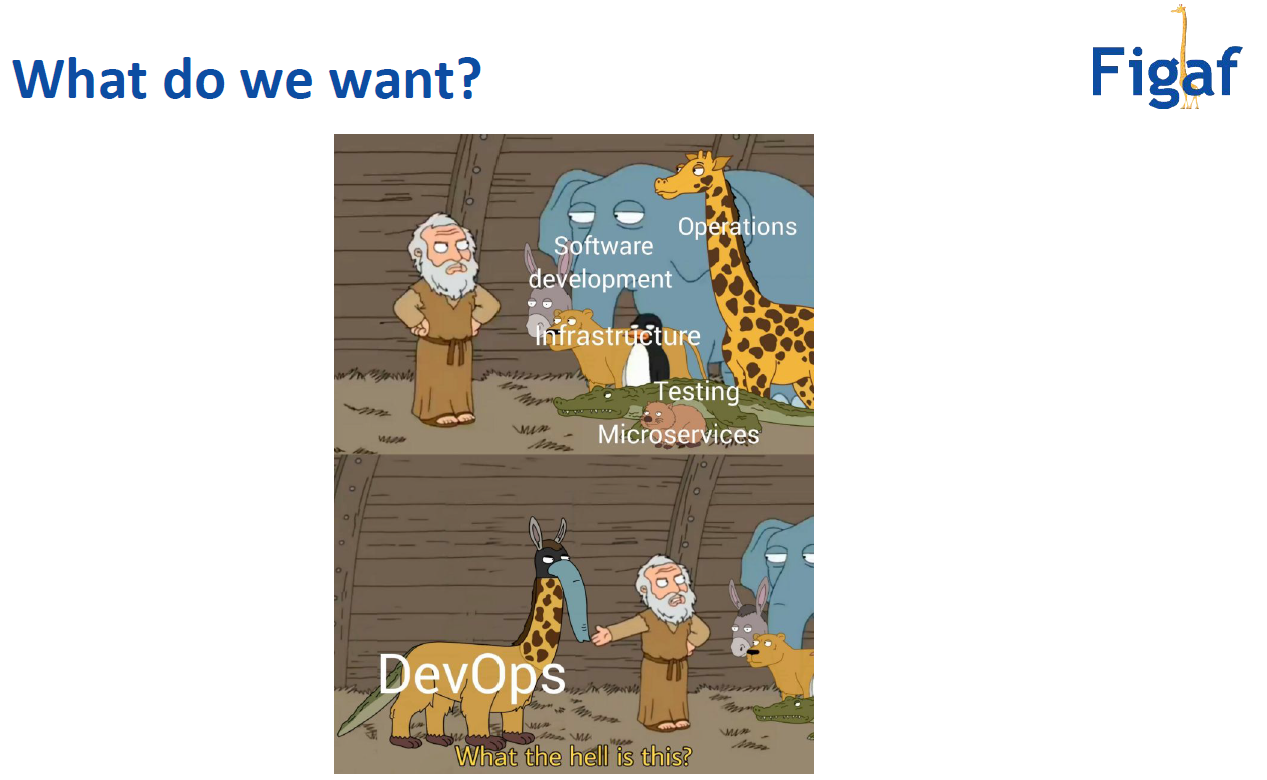 What do we want?
Figaf
Operations
Software
development
Infrastructure
Testing
Microservices
DevOps
What the hell is this?